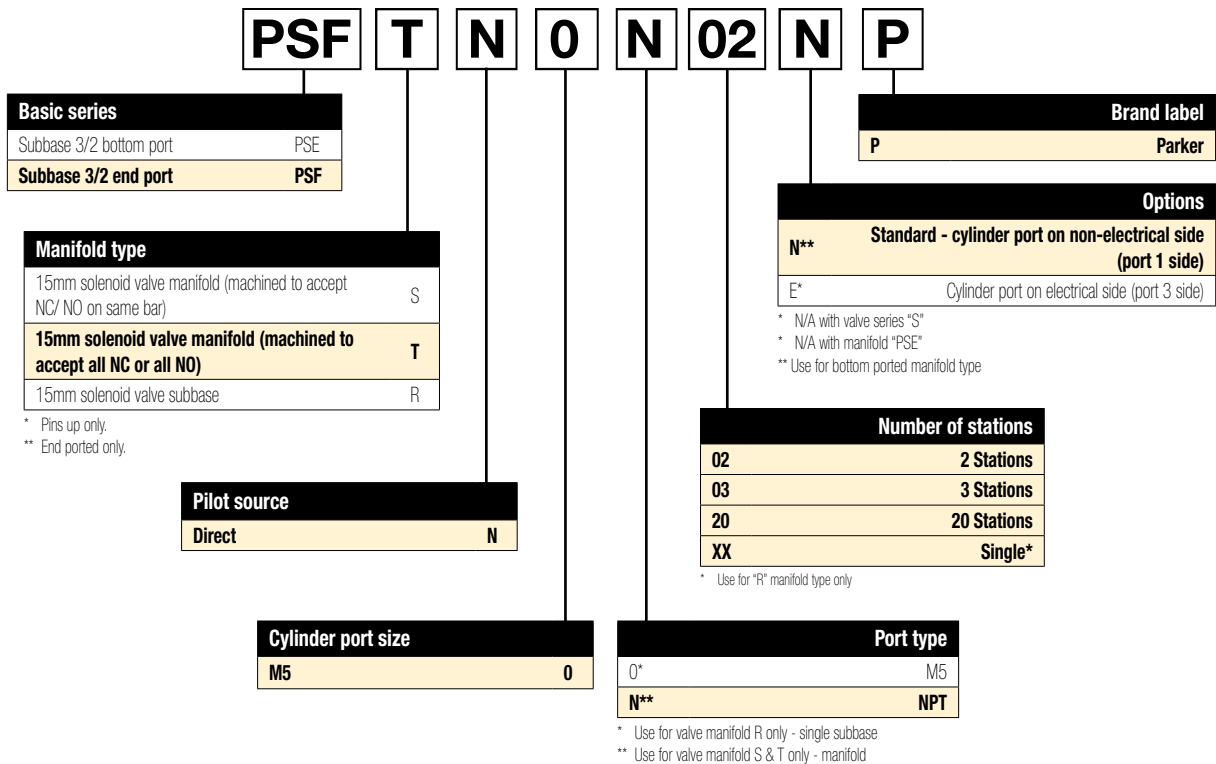 PSF T N 0 N 02 N P
Basic series
Subbase 3/2 bottom port PSE
Subbase 3/2 end port PSF
Brand label
P Parker
Options
N** Standard - cylinder port on non-electrical side
(port 1 side)
E* Cylinder port on electrical side (port 3 side)
* N/A with valve series “S”
* N/A with manifold “PSE”
** Use for bottom ported manifold type
Manifold type
15mm solenoid valve manifold (machined to accept
NC/ NO on same bar) S
15mm solenoid valve manifold (machined to
accept all NC or all NO) T
15mm solenoid valve subbase R
* Pins up only.
** End ported only.
Number of stations
02 2 Stations
03 3 Stations
20 20 Stations
XX Single*
* Use for “R” manifold type only
Pilot source
Direct N
Cylinder port size
M5 0
Port type
0* M5
N** NPT
* Use for valve manifold R only - single subbase
** Use for valve manifold S & T only - manifold